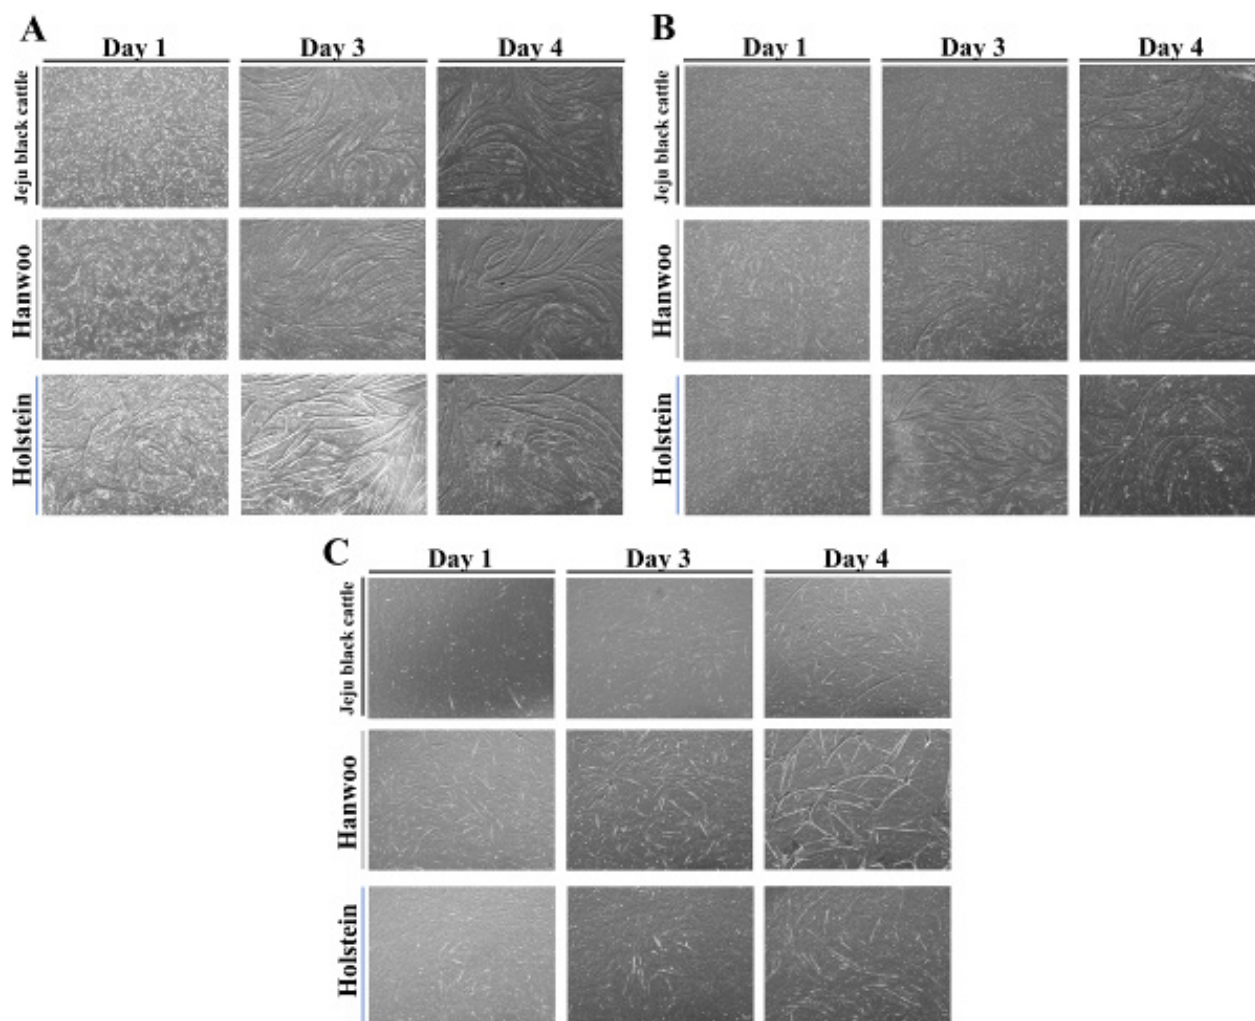 A
Day 1 Day 3 Day 4
Jeju black cattle
Hanwoo
Holstein
B
Day 1 Day 3 Day 4
Jeju black cattle
Hanwoo
Holstein
C
Day 1 Day 3 Day 4
Jeju black cattle
Hanwoo
Holstein